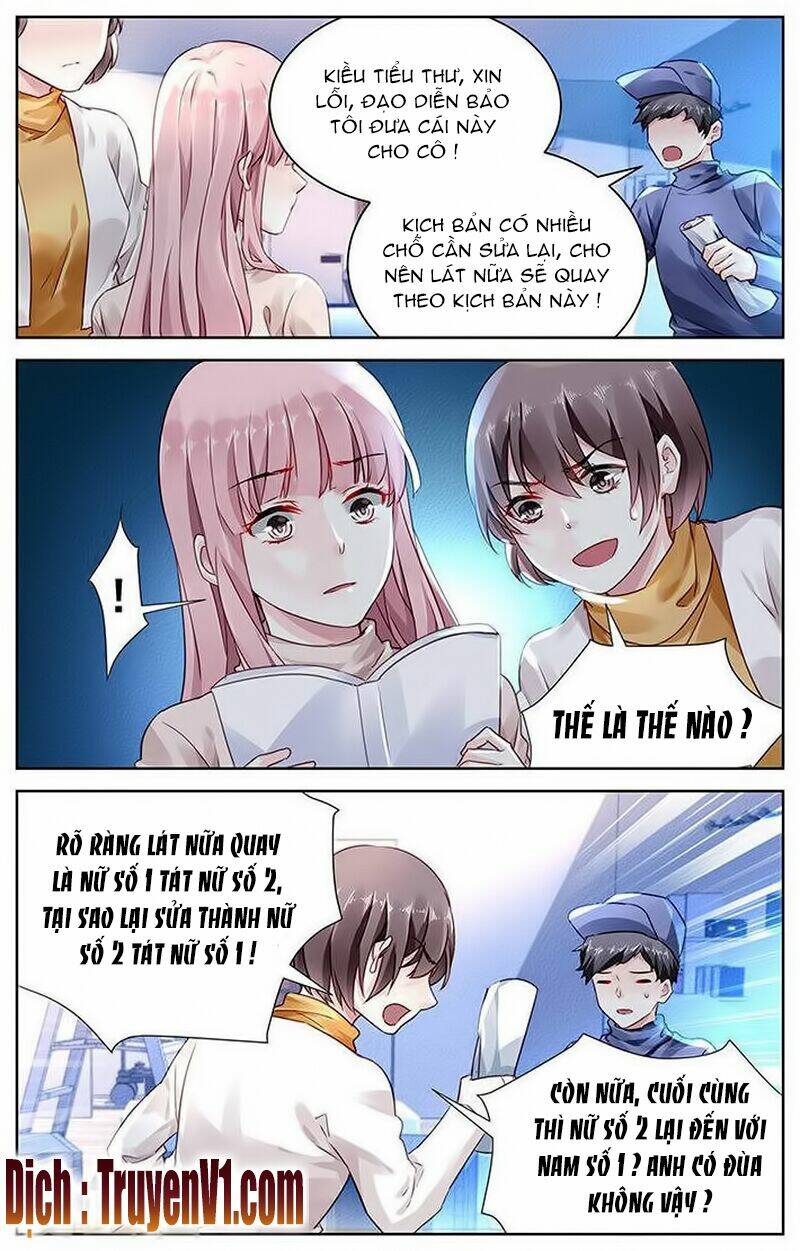 KIỀU TIỂU THƯ, XIN
LỖI, ĐẠO DIỄN BẢO
TÔI ĐƯA CÁI NÀY
CHO CÔ !
KỊCH BẢN CÓ NHIỀU
CHỖ CẦN SỬA LẠI, CHO
NÊN LÁT NỮA SẼ QUAY
THEO KỊCH BẢN NÀY !
!
THẾ LÀ THẾ NÀO ?
RÕ RÀNG LÁT NỮA QUAY
LÀ NỮ SỐ 1 TÁT NỮ SỐ 2,
TẠI SAO LẠI SỬA THÀNH NỮ
SỐ 2 TÁT NỮ SỐ 1 !
CÒN NỮA, CUỐI CÙNG
THÌ NỮ SỐ 2 LẠI ĐẾN VỚI
NAM SỐ 1 ? ANH CÓ ĐÙA
KHÔNG VẬY ?
Dịch : TruyenV1.com